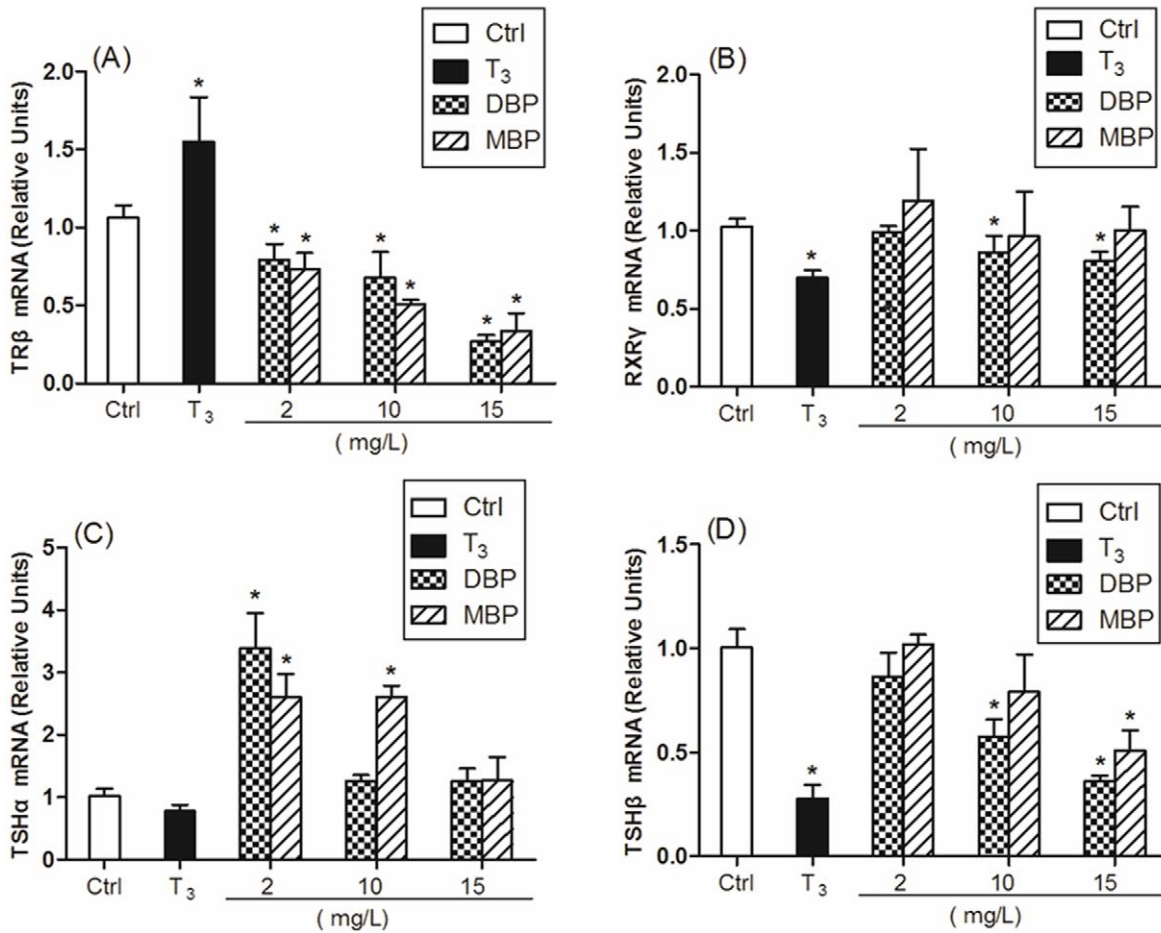 (A)
Ctrl
T3
DBP
MBP
TRβ mRNA (Relative Units)
2.0
1.5
1.0
0.5
0.0
*
*
*
*
*
*
*
Ctrl
T3
2
10
15
( mg/L)
(B)
Ctrl
T3
DBP
MBP
RXRγ mRNA (Relative Units)
2.0
1.5
1.0
0.5
0.0
*
*
*
Ctrl
T3
2
10
15
( mg/L)
(C)
Ctrl
T3
DBP
MBP
TSHα mRNA (Relative Units)
5
4
3
2
1
0
*
*
*
Ctrl
T3
2
10
15
( mg/L)
(D)
Ctrl
T3
DBP
MBP
TSHβ mRNA (Relative Units)
1.5
1.0
0.5
0.0
*
*
*
*
Ctrl
T3
2
10
15
( mg/L)